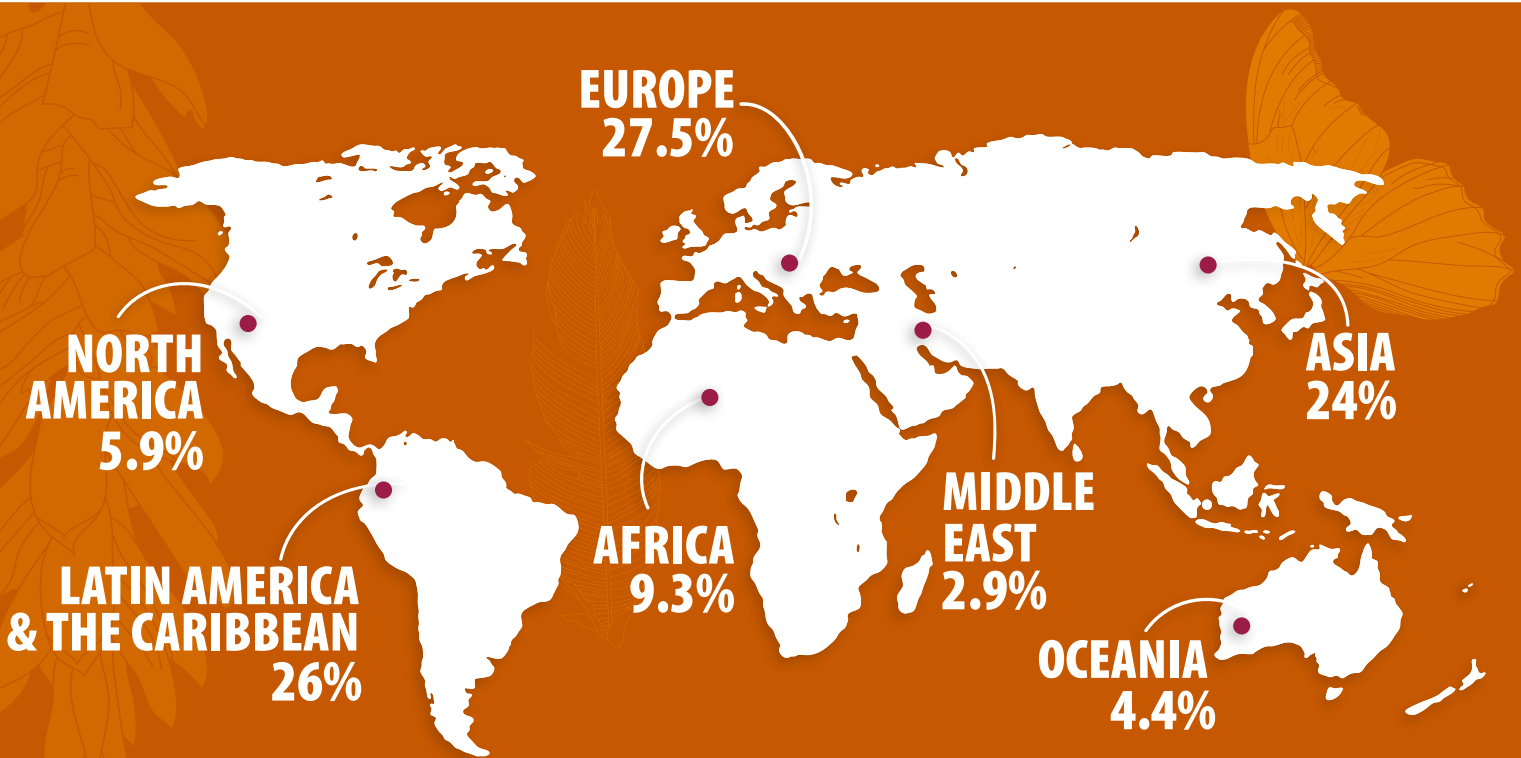 EUROPE
27.5%
NORTH
AMERICA
5.9%
ASIA
24%
LATIN AMERICA
& THE CARIBBEAN
26%
AFRICA
9.3%
MIDDLE
EAST
2.9%
OCEANIA
4.4%